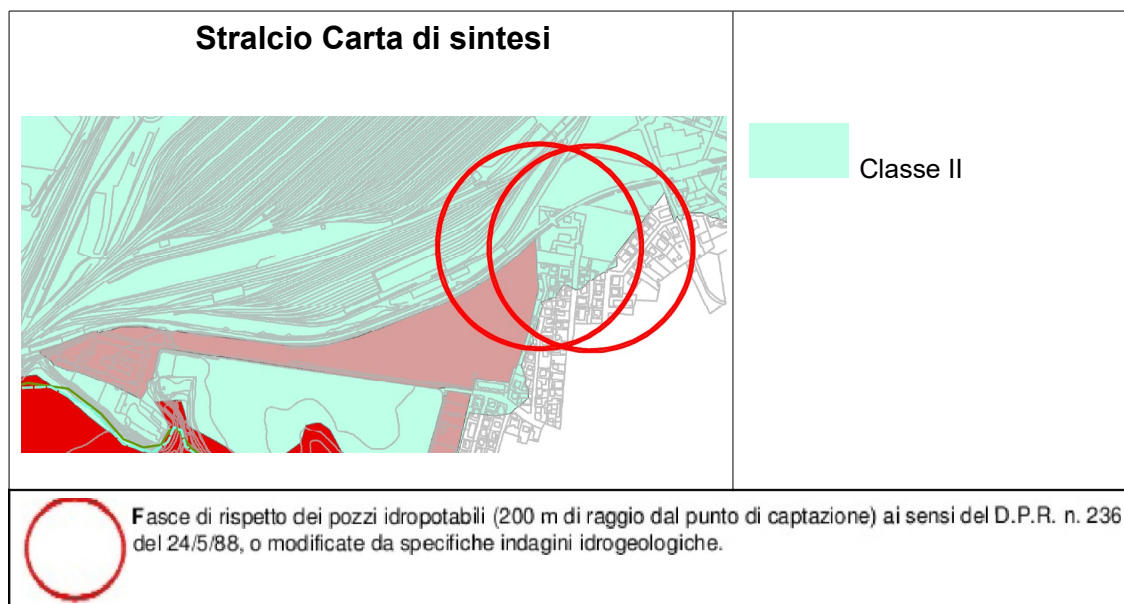 Stralcio Carta di sintesi
Classe II
Fasce di rispetto dei pozzi idropotabili (200 m di raggio dal punto di captazione) ai sensi del D.P.R. n. 236
del 24/5/88, o modificate da specifiche indagini idrogeologiche.